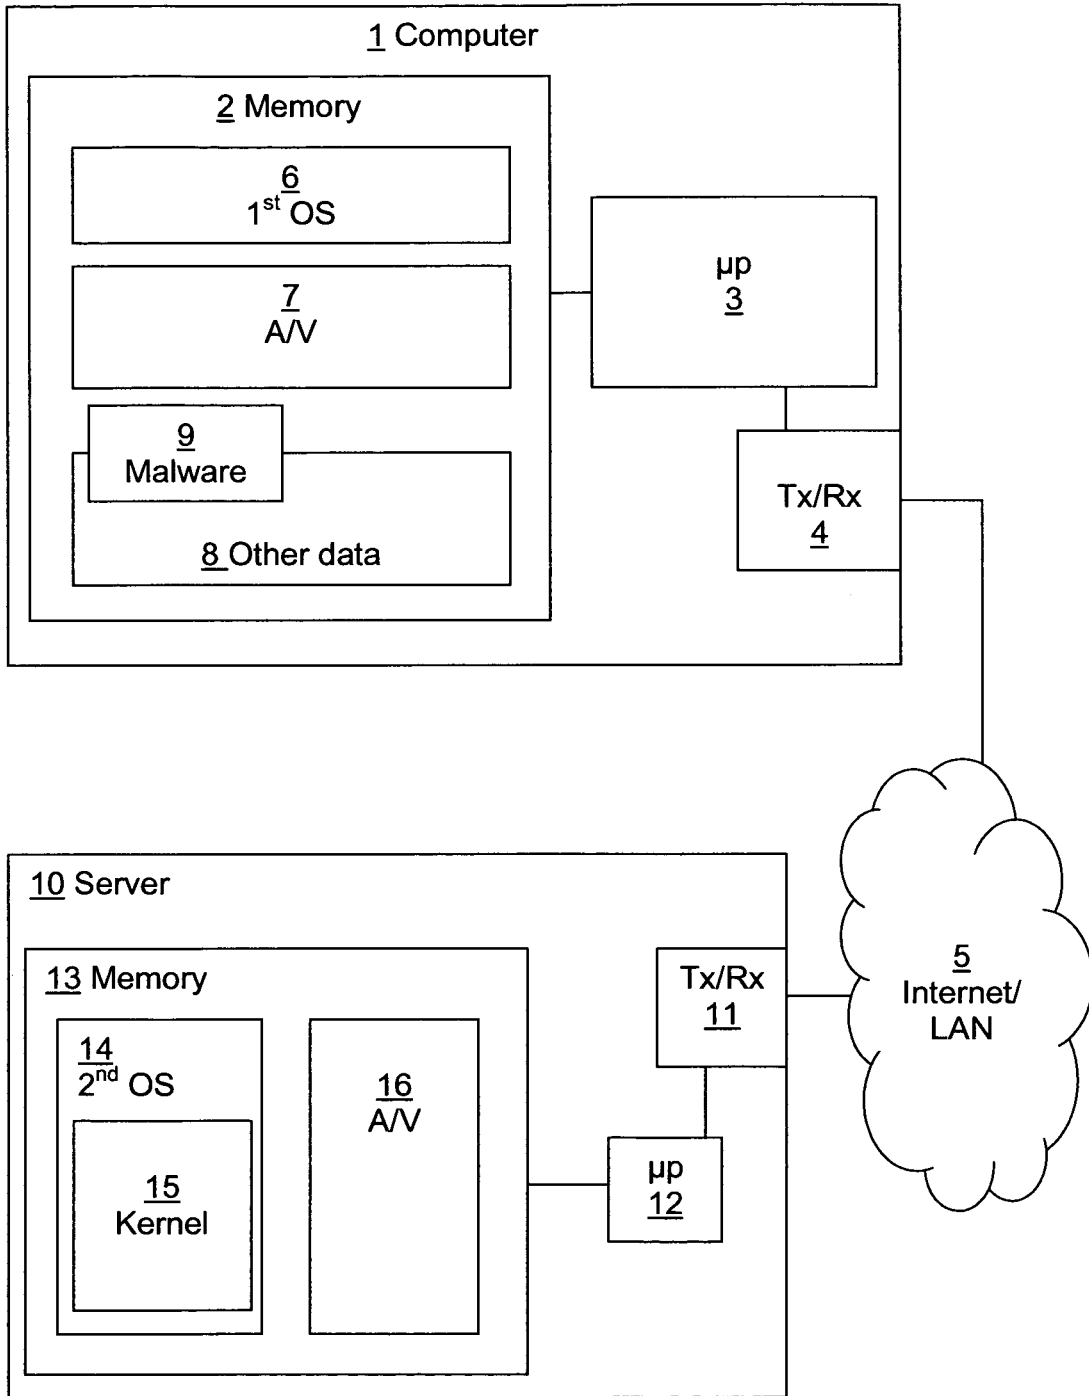 1 Computer
2 Memory
6
1st OS
7
A/V
9
Malware
8 Other data
µp
3
Tx/Rx
4
5
Internet/
LAN
10 Server
13 Memory
14
2nd OS
15
Kernel
16
A/V
Tx/Rx
11
µp
12